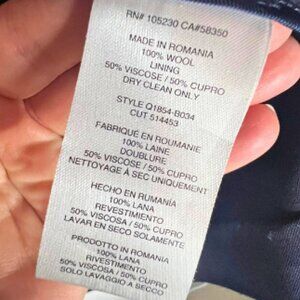 RN# 105230 CA#58350
MADE IN ROMANIA
100% WOOL
LINING
50% VISCOSE / 50% CUPRO
DRY CLEAN ONLY
STYLE Q1854-B034
CUT 514453
FABRIQUÉ EN ROUMANIE
100% LAINE
DOUBLURE
50% VISCOSE / 50% CUPRO
NETTOYAGE À SEC UNIQUEMENT
HECHO EN RUMANÍA
100% LANA
REVESTIMIENTO
50% VISCOSA / 50% CUPRO
LAVAR EN SECO SOLAMENTE
PRODOTTO IN ROMANIA
100% LANA
RIVESTIMENTO
50% VISCOSA / 50% CUPRO
SOLO LAVAGGIO A SECCO